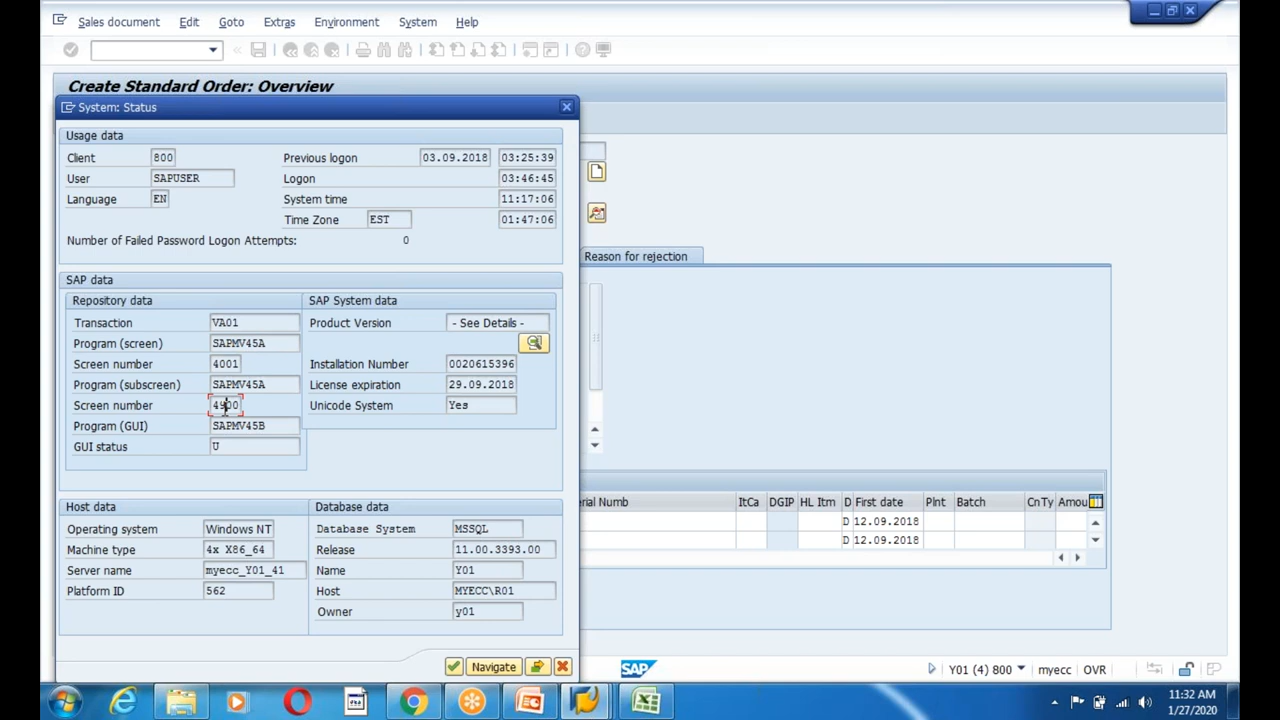 Sales document Edit Goto Extras Environment System Help
Create Standard Order: Overview
System: Status
Usage data
Client 800 Previous logon 03.09.2018 03:25:39
User SAPUSER Logon 03:46:45
Language EN System time 11:17:06
Time Zone EST 01:47:06
Number of Failed Password Logon Attempts: 0
Reason for rejection
SAP data
Repository data SAP System data
Transaction VA01 Product Version - See Details -
Program (screen) SAPMV45A
Screen number 4001 Installation Number 0020615396
Program (subscreen) SAPMV45A License expiration 29.09.2018
Screen number 4900 Unicode System Yes
Program (GUI) SAPMV45B
GUI status U
Host data Database data
Operating system Windows NT Database System MSSQL
Machine type 4x X86_64 Release 11.00.3393.00
Server name myecc_Y01_41 Name Y01
Platform ID 562 Host MYECC\R01
Owner y01
Navigate
erial Numb ItCa DGIP HL Itm D First date Plnt Batch CnTy Amou
D 12.09.2018
D 12.09.2018
SAP Y01 (4) 800 myecc OVR
11:32 AM
1/27/2020